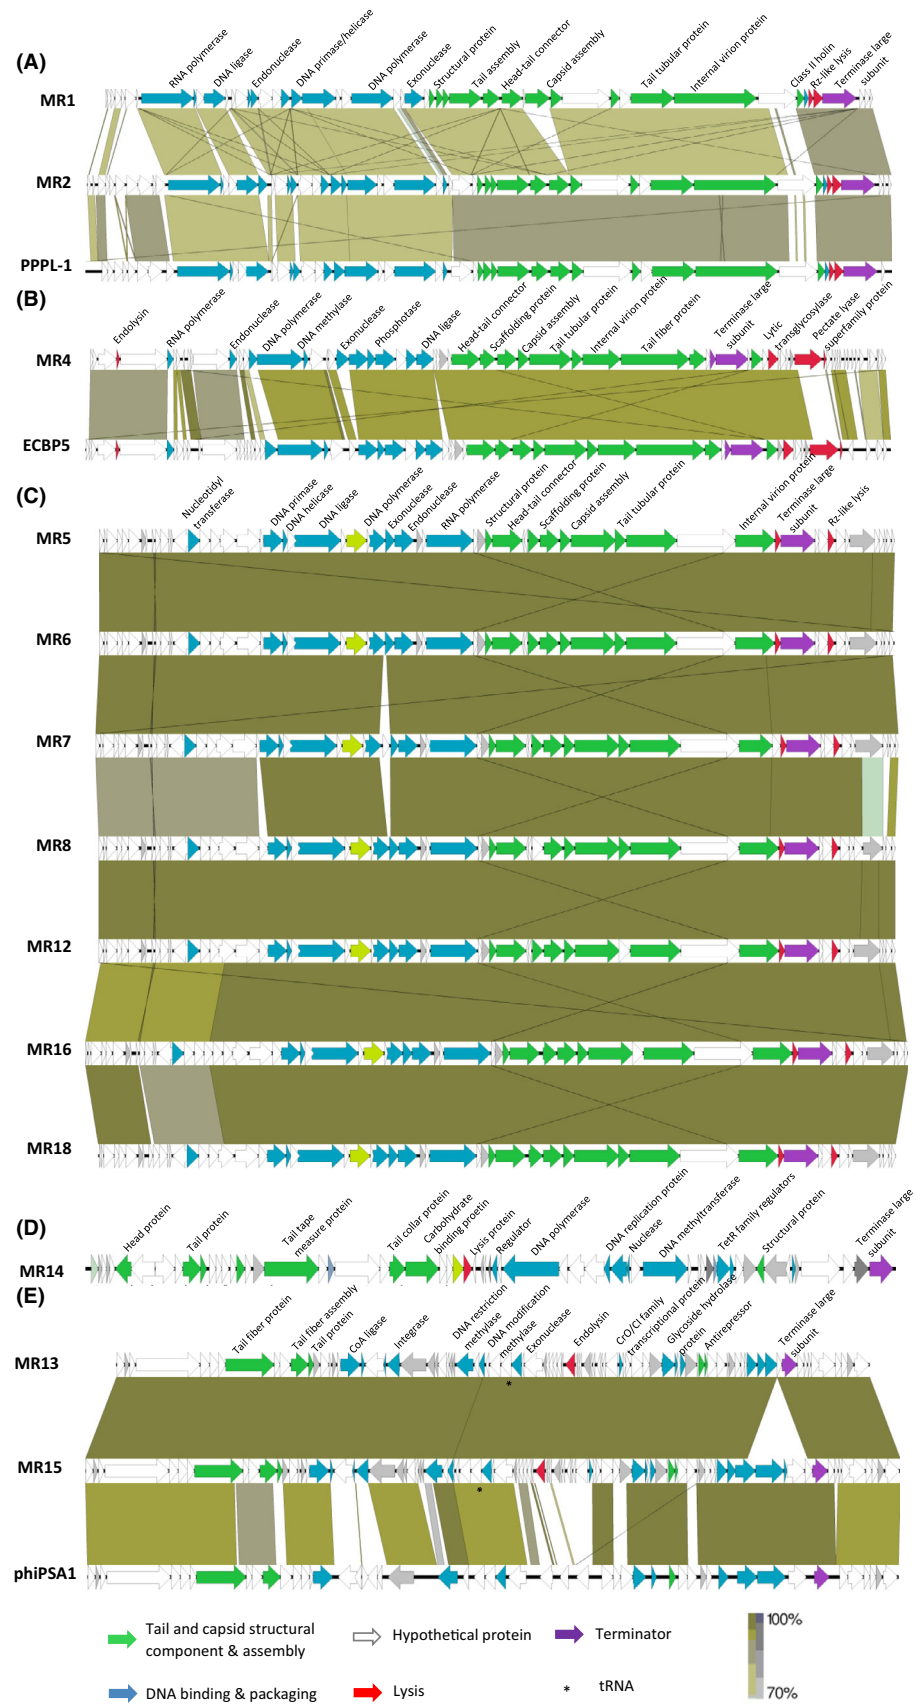 (A)
RNA polymerase
DNA ligase
Endonuclease
DNA primase/helicase
DNA polymerase
Exonuclease
Structural protein
Tail assembly
Head-tail connector
Capsid assembly
Tail tubular protein
Internal virion protein
Class II holin
Rz-like lysis
Terminase large
subunit
MR1
MR2
PPPL-1
(B)
Endolysin
RNA polymerase
Endonuclease
DNA polymerase
DNA methylase
Exonuclease
Phosphotase
DNA ligase
Head-tail connector
Scaffolding protein
Capsid assembly
Tail tubular protein
Internal virion protein
Tail fiber protein
Terminase large
subunit
Lytic
transglycosylase
Pectate lyase
superfamily protein
MR4
ECBP5
(C)
Nucleotidyl
transferase
DNA primase
DNA helicase
DNA ligase
DNA polymerase
Exonuclease
Endonuclease
RNA polymerase
Structural protein
Head-tail connector
Scaffolding protein
Capsid assembly
Tail tubular protein
Internal virion protein
Terminase large
subunit
Rz-like lysis
MR5
MR6
MR7
MR8
MR12
MR16
MR18
(D)
Head protein
Tail protein
Tail tape
measure protein
Tail collar protein
Carbohydrate
binding proetin
Lysis protein
Regulator
DNA polymerase
DNA replication protein
Nuclease
DNA methyltransferase
TetR family regulators
Structural protein
Terminase large
subunit
MR14
(E)
Tail fiber protein
Tail fiber assembly
Tail protein
CoA ligase
Integrase
DNA restriction
methylase
DNA modification
methylase
Exonuclease
Endolysin
CrO/CI family
transcriptional protein
Glycoside hydrolase
protein
Antirepressor
Terminase large
subunit
MR13
*
MR15
*
phiPSA1
Tail and capsid structural
component & assembly
Hypothetical protein
Terminator
DNA binding & packaging
Lysis
* tRNA
100%
70%